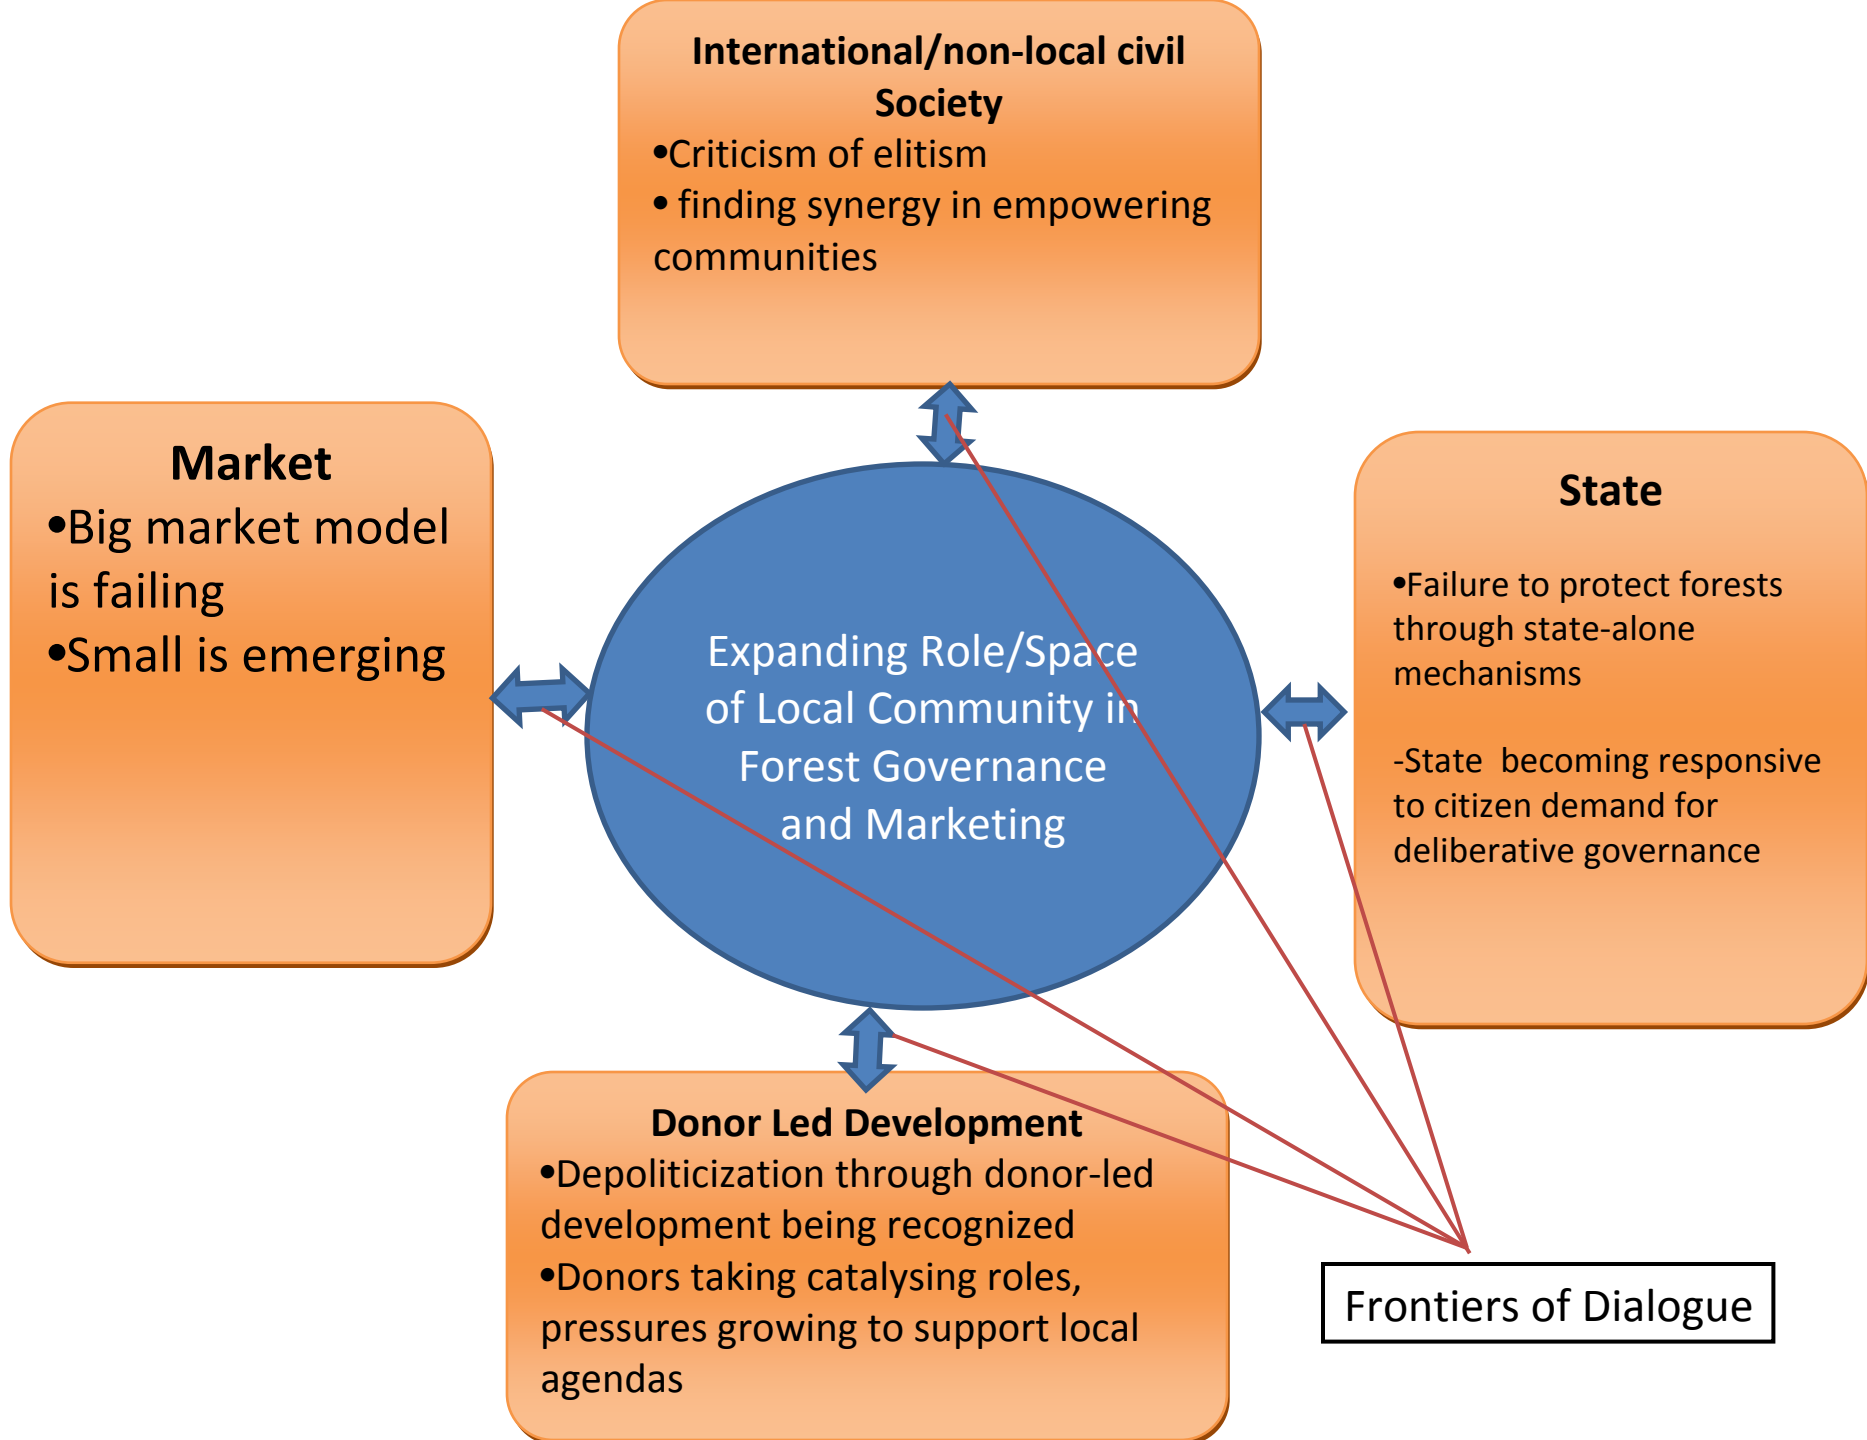 International/non-local civil
Society
•Criticism of elitism
• finding synergy in empowering
communities
Market
•Big market model
is failing
•Small is emerging
Expanding Role/Space
of Local Community in
Forest Governance
and Marketing
State
•Failure to protect forests
through state-alone
mechanisms
-State  becoming responsive
to citizen demand for
deliberative governance
Donor Led Development
•Depoliticization through donor-led
development being recognized
•Donors taking catalysing roles,
pressures growing to support local
agendas
Frontiers of Dialogue